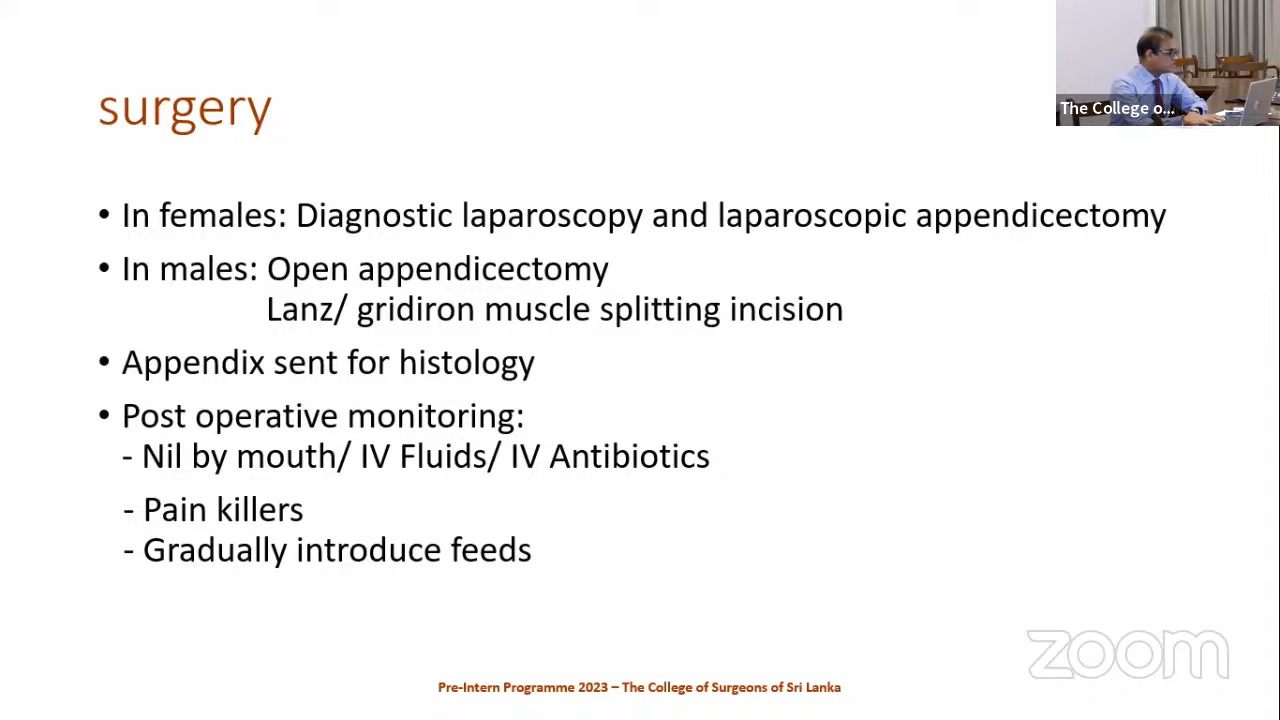 The College o...
surgery
• In females: Diagnostic laparoscopy and laparoscopic appendicectomy
• In males: Open appendicectomy
Lanz/ gridiron muscle splitting incision
• Appendix sent for histology
• Post operative monitoring:
- Nil by mouth/ IV Fluids/ IV Antibiotics
- Pain killers
- Gradually introduce feeds
zoom
Pre-Intern Programme 2023 – The College of Surgeons of Sri Lanka